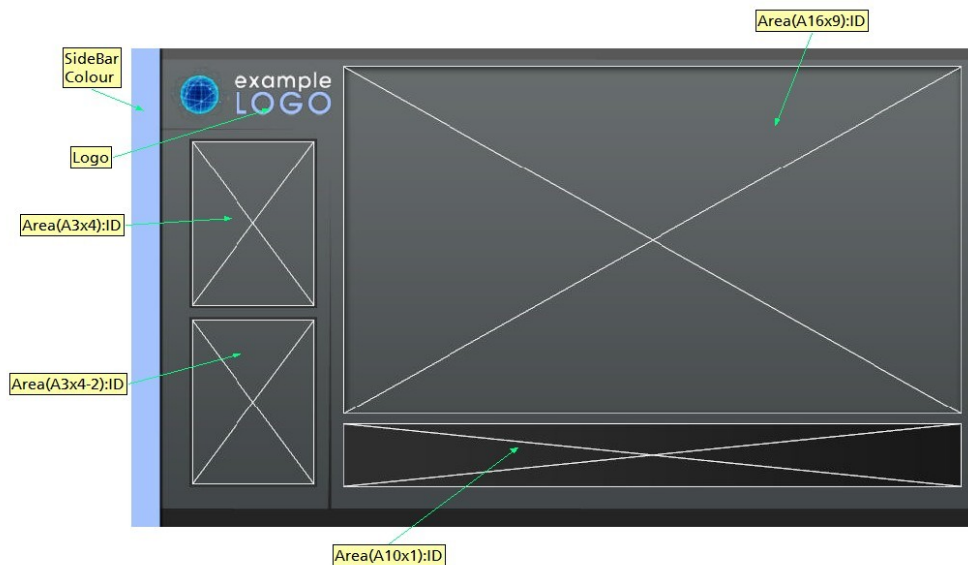 Area(A16x9):ID
SideBar
Colour
example
LOGO
Logo
Area(A3x4):ID
Area(A3x4-2):ID
Area(A10x1):ID